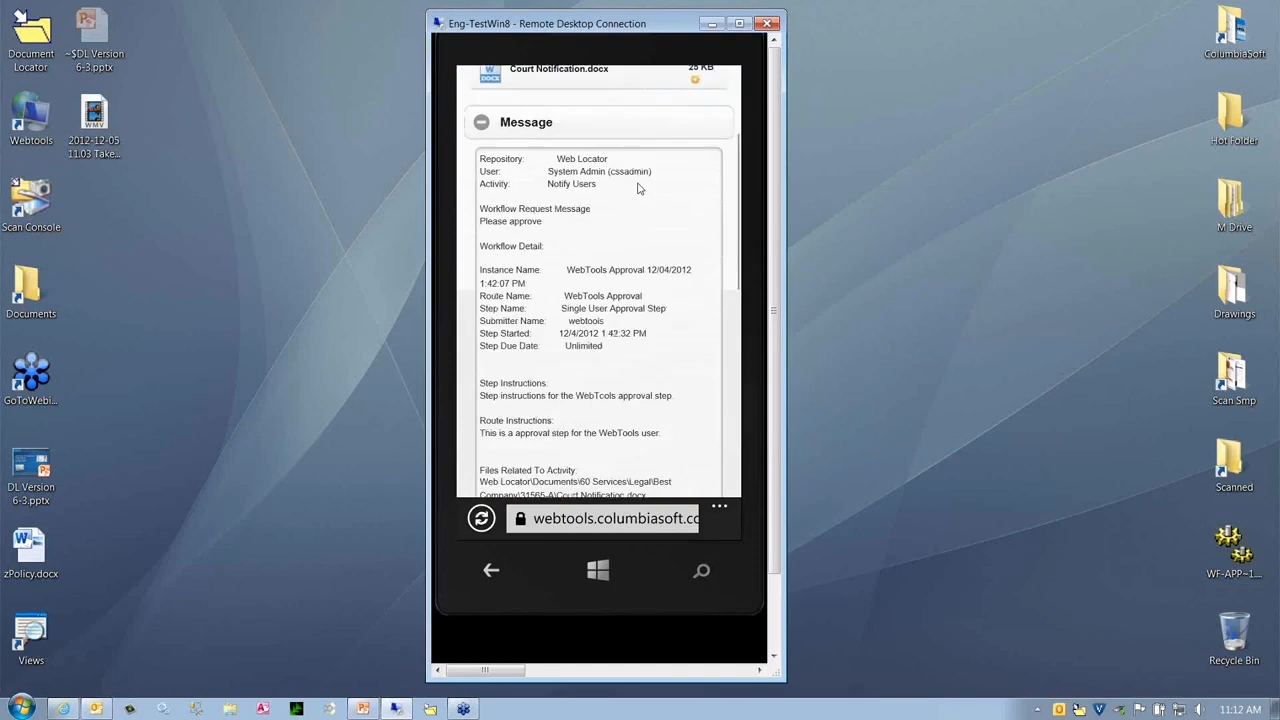 Eng-TestWin8 - Remote Desktop Connection
Document
Locator
~$DL Version
6-3.pptx
Webtools
2012-12-05
11.03 Take...
Scan Console
Documents
GoToWebi...
DL Version
6-3.pptx
zPolicy.docx
Views
Court Notification.docx
25 KB
DOCX
Message
Repository: Web Locator
User: System Admin (cssadmin)
Activity: Notify Users
Workflow Request Message
Please approve
Workflow Detail:
Instance Name: WebTools Approval 12/04/2012
1:42:07 PM
Route Name: WebTools Approval
Step Name: Single User Approval Step
Submitter Name: webtools
Step Started: 12/4/2012 1:42:32 PM
Step Due Date: Unlimited
Step Instructions:
Step instructions for the WebTools approval step.
Route Instructions:
This is a approval step for the WebTools user.
Files Related To Activity:
Web Locator\Documents\60 Services\Legal\Best
Company\31565-A\Court Notification.docx
webtools.columbiasoft.cc
ColumbiaSoft
Hot Folder
M Drive
Drawings
Scan Smp
Scanned
WF-APP~1...
Recycle Bin
11:12 AM